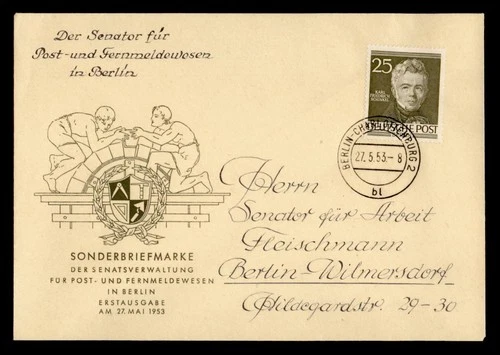 Der Senator für
Post- und Fernmeldewesen
in Berlin
25
KARL
FRIEDRICH
SCHINKEL
DEUTSCHE POST
BERLIN-CHARLOTTENBURG 2
27.5.53-8
bl
SONDERBRIEFMARKE
DER SENATSVERWALTUNG
FÜR POST- UND FERNMELDEWESEN
IN BERLIN
ERSTAUSGABE
AM 27. MAI 1953
Herrn
Senator für Arbeit
Fleischmann
Berlin-Wilmersdorf
Hildegardstr. 29-30